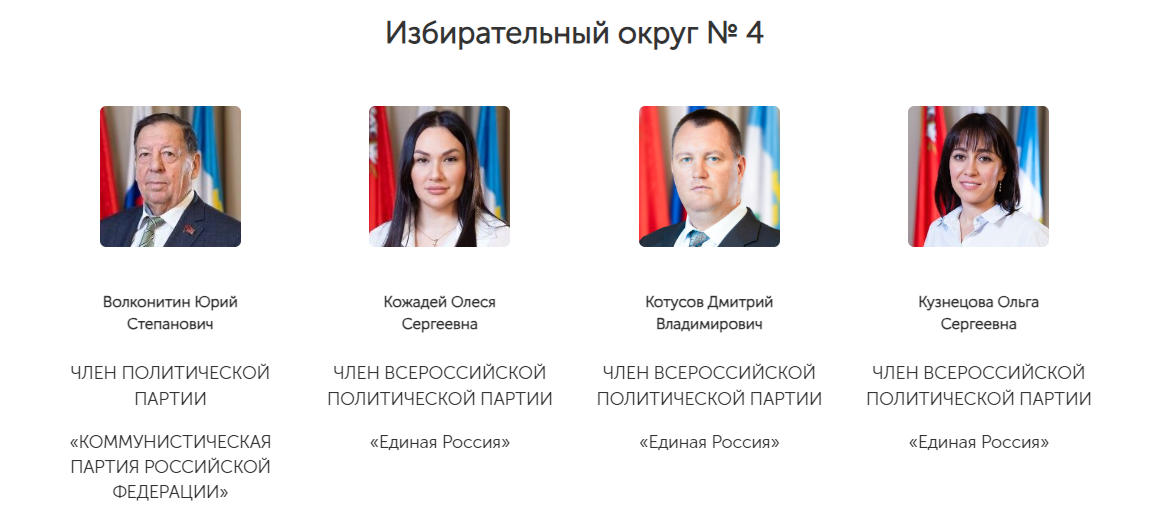 Избирательный округ № 4
Волконитин Юрий
Степанович
ЧЛЕН ПОЛИТИЧЕСКОЙ
ПАРТИИ
«КОММУНИСТИЧЕСКАЯ
ПАРТИЯ РОССИЙСКОЙ
ФЕДЕРАЦИИ»
Кожадей Олеся
Сергеевна
ЧЛЕН ВСЕРОССИЙСКОЙ
ПОЛИТИЧЕСКОЙ ПАРТИИ
«Единая Россия»
Котусов Дмитрий
Владимирович
ЧЛЕН ВСЕРОССИЙСКОЙ
ПОЛИТИЧЕСКОЙ ПАРТИИ
«Единая Россия»
Кузнецова Ольга
Сергеевна
ЧЛЕН ВСЕРОССИЙСКОЙ
ПОЛИТИЧЕСКОЙ ПАРТИИ
«Единая Россия»